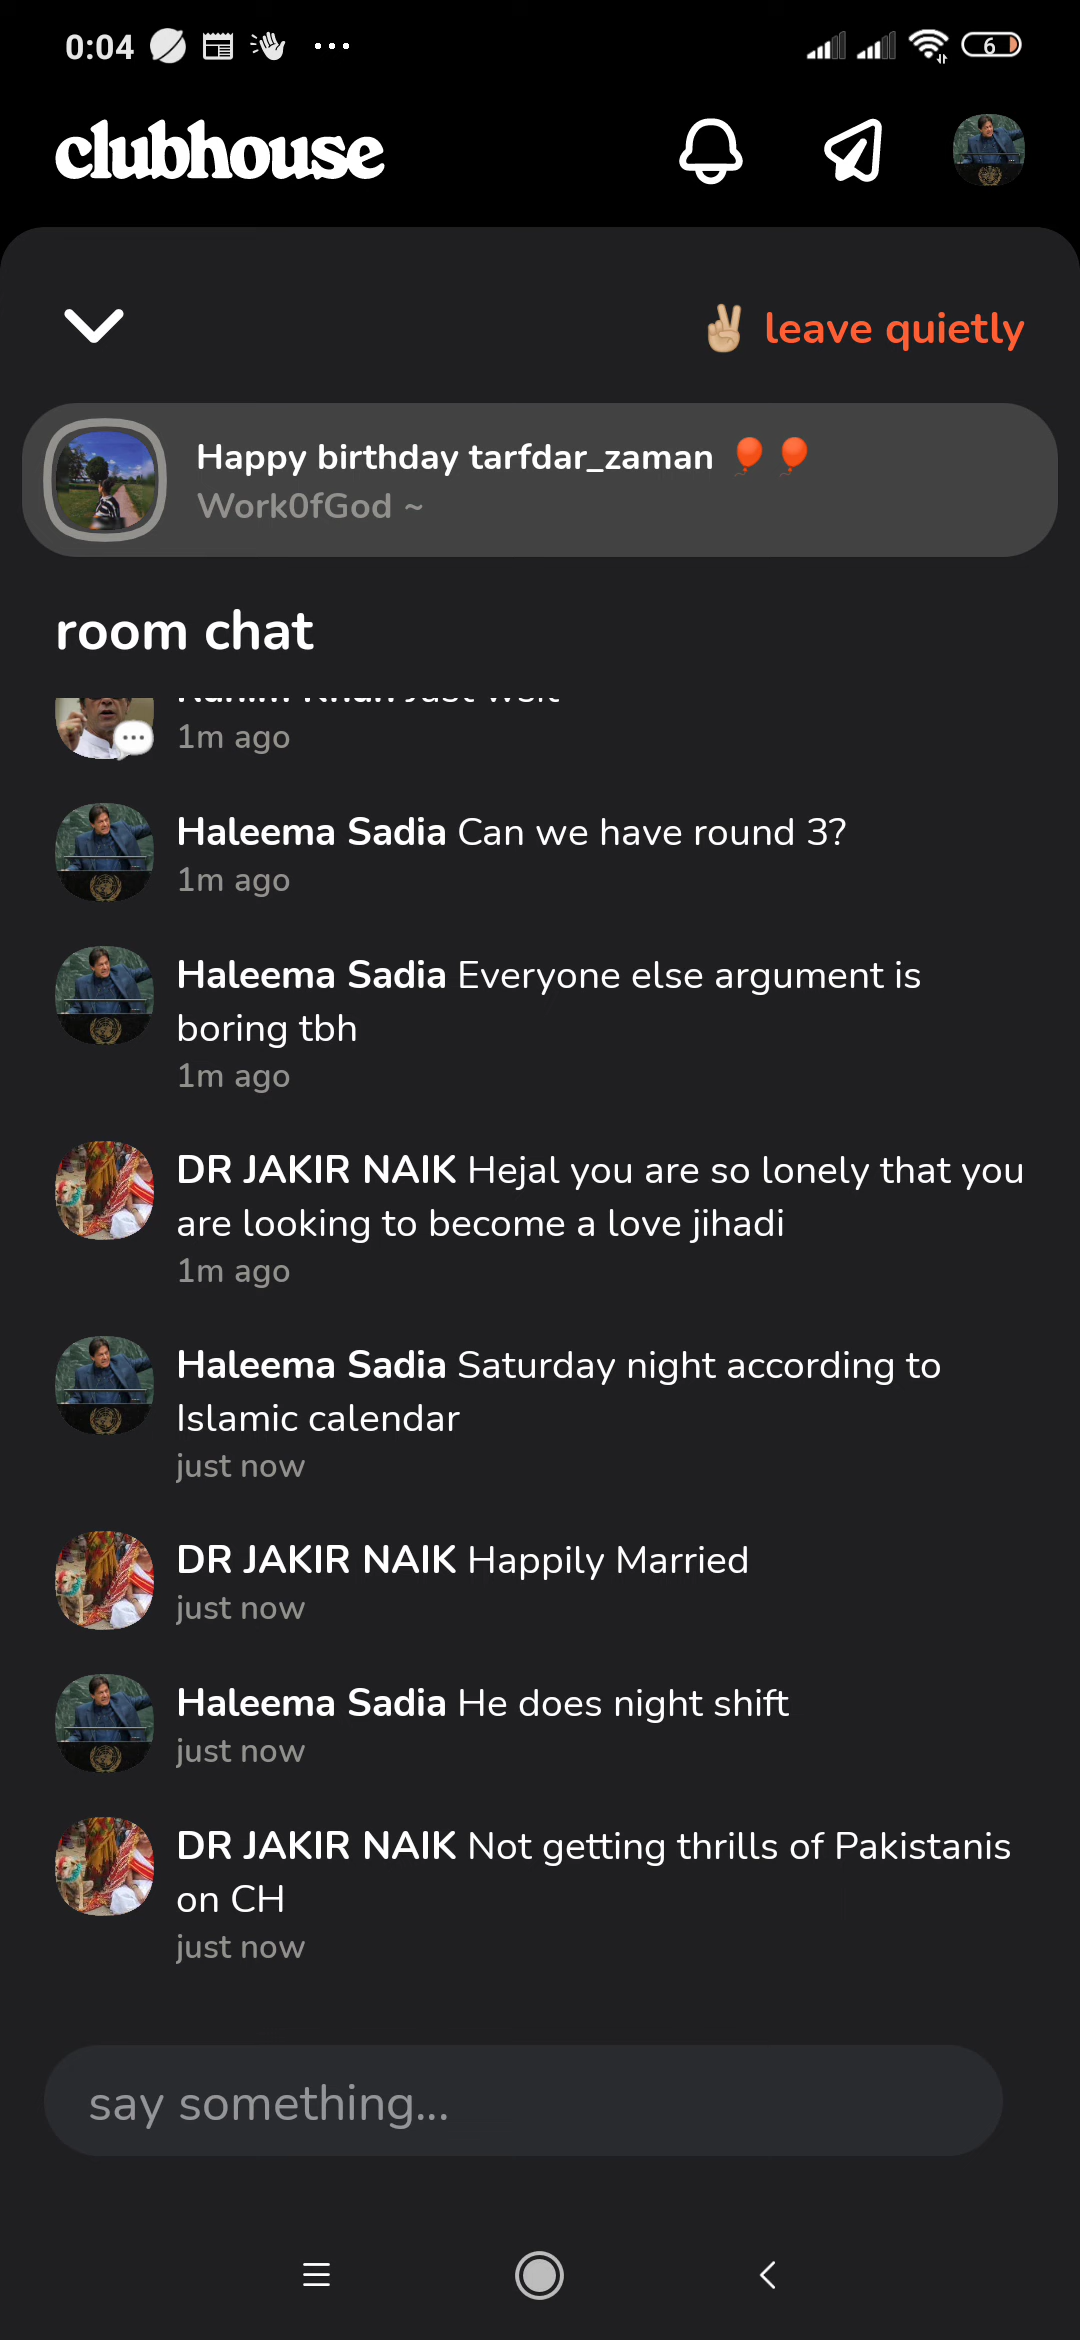 0:04
6
clubhouse
leave quietly
Happy birthday tarfdar_zaman
Work0fGod ~
room chat
Khan Just wait
1m ago
Haleema Sadia Can we have round 3?
1m ago
Haleema Sadia Everyone else argument is
boring tbh
1m ago
DR JAKIR NAIK Hejal you are so lonely that you
are looking to become a love jihadi
1m ago
Haleema Sadia Saturday night according to
Islamic calendar
just now
DR JAKIR NAIK Happily Married
just now
Haleema Sadia He does night shift
just now
DR JAKIR NAIK Not getting thrills of Pakistanis
on CH
just now
say something...